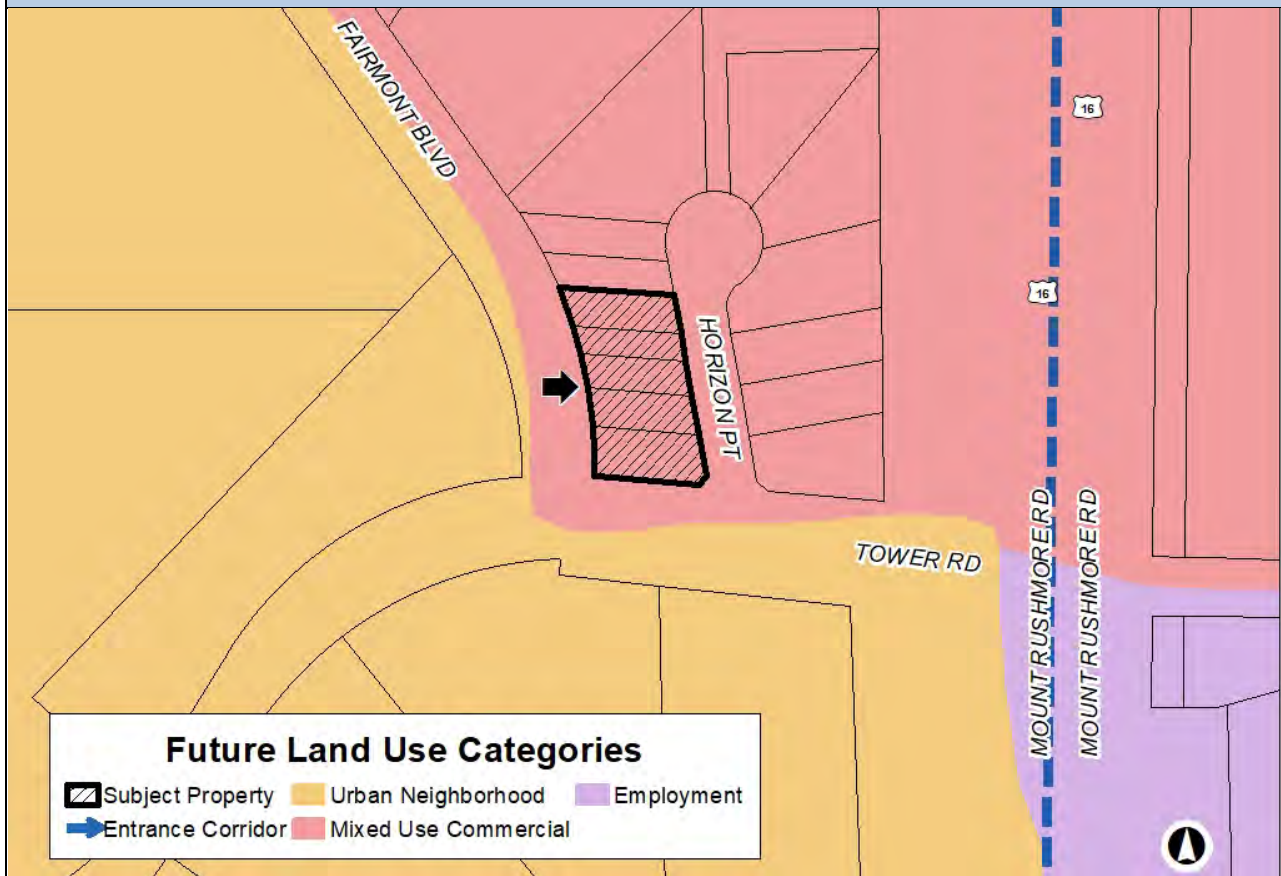 FAIRMONT BLVD
16
16
HORIZON PT
TOWER RD
MOUNT RUSHMORE RD
MOUNT RUSHMORE RD
Future Land Use Categories
Subject Property Urban Neighborhood Employment
Entrance Corridor Mixed Use Commercial